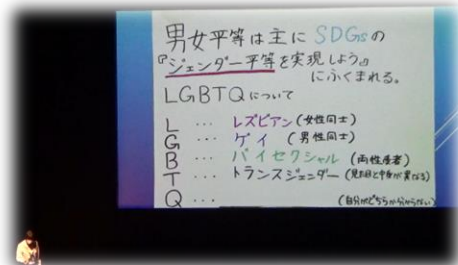 男女平等は主に SDGsの
『ジェンダー平等を実現しよう』
にふくまれる。
LGBTQについて
L … レズビアン(女性同士)
G … ゲイ (男性同士)
B … バイセクシャル (両性愛者)
T … トランスジェンダー (見た目と中身が異なる)
Q … (自分がどちらか分からない)